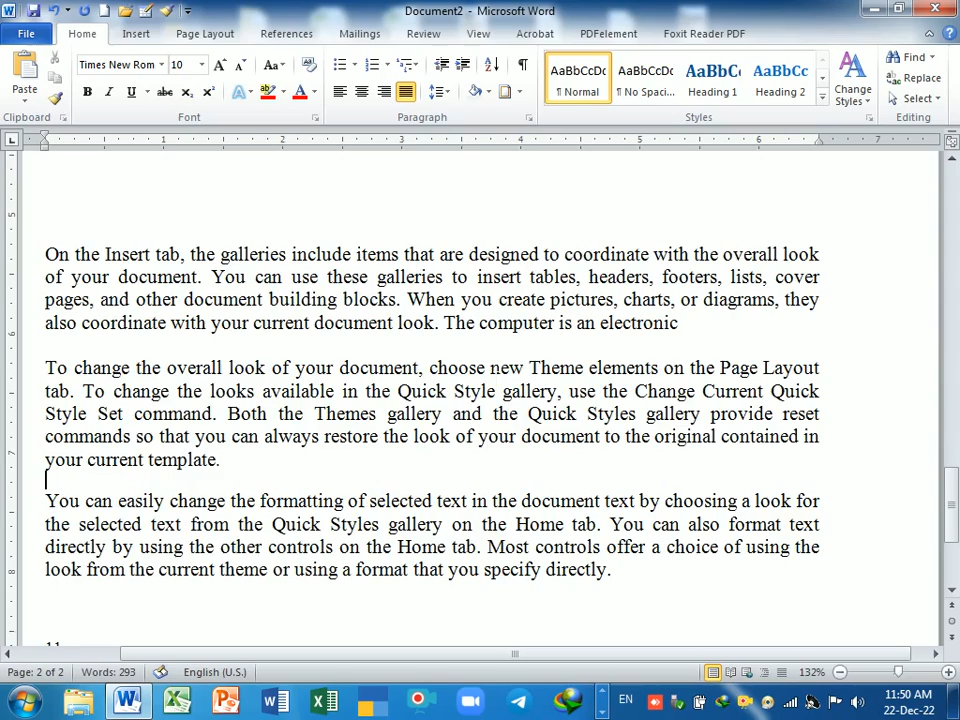 Document2 - Microsoft Word
File Home Insert Page Layout References Mailings Review View Acrobat PDFelement Foxit Reader PDF
Paste
Times New Rom 10
AaBbCcDc AaBbCcDc AaBbC AaBbCc
¶ Normal ¶ No Spaci... Heading 1 Heading 2
Change Styles
Find
Replace
Select
Clipboard Font Paragraph Styles Editing
1 2 3 4 5 6 7
On the Insert tab, the galleries include items that are designed to coordinate with the overall look
of your document. You can use these galleries to insert tables, headers, footers, lists, cover
pages, and other document building blocks. When you create pictures, charts, or diagrams, they
also coordinate with your current document look. The computer is an electronic
To change the overall look of your document, choose new Theme elements on the Page Layout
tab. To change the looks available in the Quick Style gallery, use the Change Current Quick
Style Set command. Both the Themes gallery and the Quick Styles gallery provide reset
commands so that you can always restore the look of your document to the original contained in
your current template.
You can easily change the formatting of selected text in the document text by choosing a look for
the selected text from the Quick Styles gallery on the Home tab. You can also format text
directly by using the other controls on the Home tab. Most controls offer a choice of using the
look from the current theme or using a format that you specify directly.
Page: 2 of 2 Words: 293 English (U.S.) 132%
EN 11:50 AM
22-Dec-22